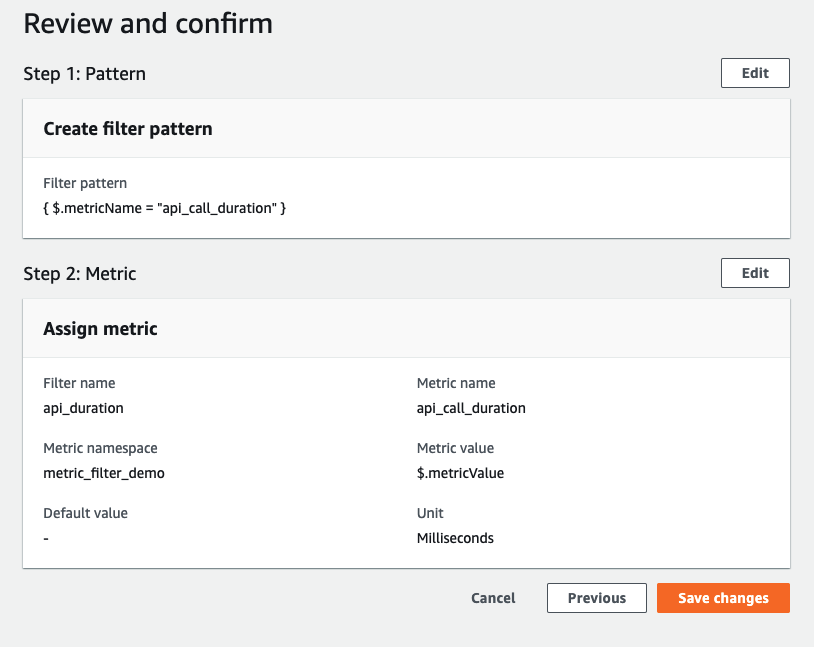 Review and confirm
Step 1: Pattern
Edit
Create filter pattern
Filter pattern
{ $.metricName = "api_call_duration" }
Step 2: Metric
Edit
Assign metric
Filter name
Metric name
api_duration
api_call_duration
Metric namespace
Metric value
metric_filter_demo
$.metricValue
Default value
Unit
-
Milliseconds
Cancel
Previous
Save changes